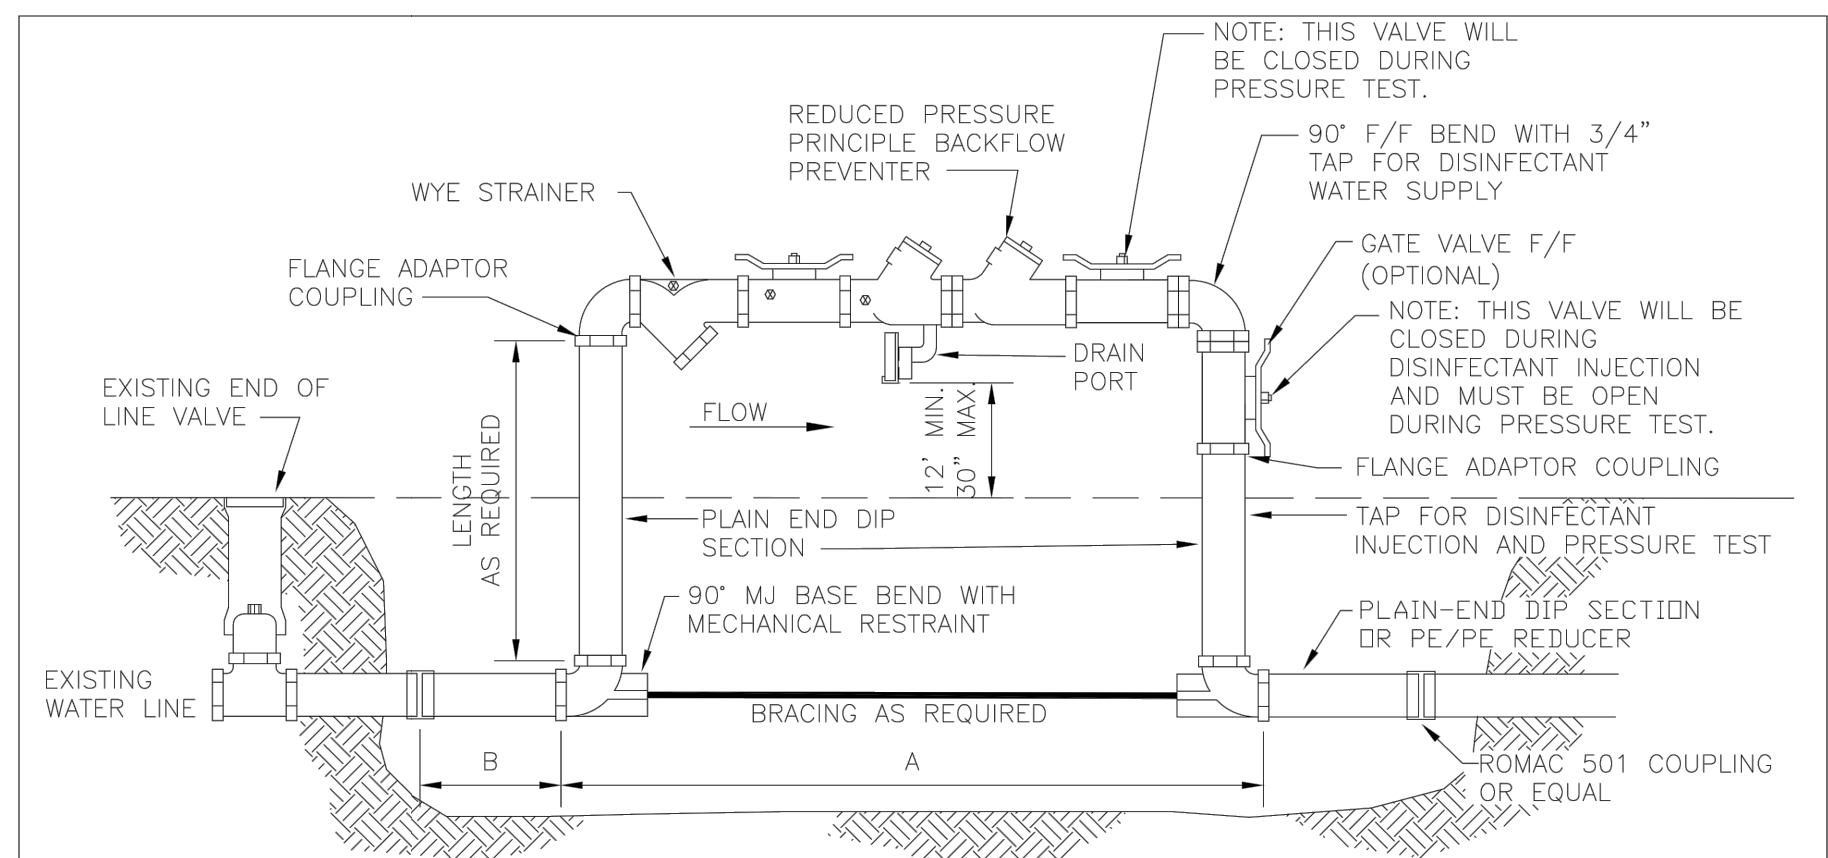 NOTE: THIS VALVE WILL
BE CLOSED DURING
PRESSURE TEST.
REDUCED PRESSURE
PRINCIPLE BACKFLOW
PREVENTER
90° F/F BEND WITH 3/4"
TAP FOR DISINFECTANT
WATER SUPPLY
WYE STRAINER
GATE VALVE F/F
(OPTIONAL)
FLANGE ADAPTOR
COUPLING
NOTE: THIS VALVE WILL BE
CLOSED DURING
DISINFECTANT INJECTION
AND MUST BE OPEN
DURING PRESSURE TEST.
DRAIN
PORT
EXISTING END OF
LINE VALVE
FLOW
12' MIN.
30" MAX.
LENGTH
AS REQUIRED
FLANGE ADAPTOR COUPLING
PLAIN END DIP
SECTION
TAP FOR DISINFECTANT
INJECTION AND PRESSURE TEST
90° MJ BASE BEND WITH
MECHANICAL RESTRAINT
PLAIN-END DIP SECTION
OR PE/PE REDUCER
EXISTING
WATER LINE
BRACING AS REQUIRED
B
A
ROMAC 501 COUPLING
OR EQUAL